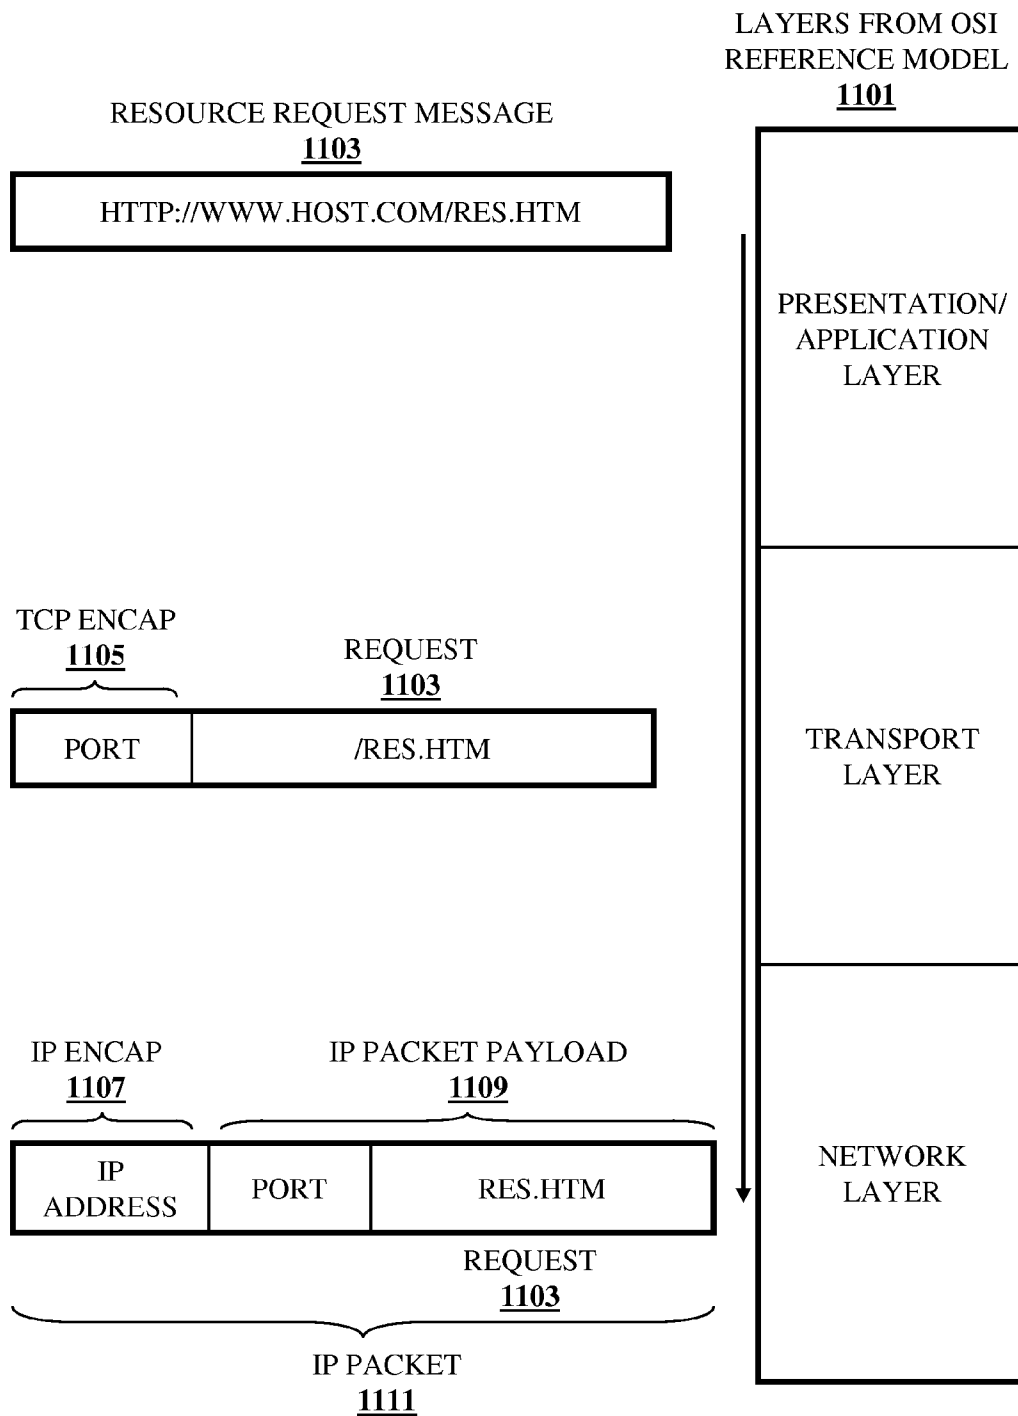 LAYERS FROM OSI
REFERENCE MODEL
1101
RESOURCE REQUEST MESSAGE
1103
HTTP://WWW.HOST.COM/RES.HTM
PRESENTATION/
APPLICATION
LAYER
TCP ENCAP
1105
REQUEST
1103
PORT
/RES.HTM
TRANSPORT
LAYER
IP ENCAP
1107
IP PACKET PAYLOAD
1109
IP
ADDRESS
PORT
RES.HTM
NETWORK
LAYER
REQUEST
1103
IP PACKET
1111